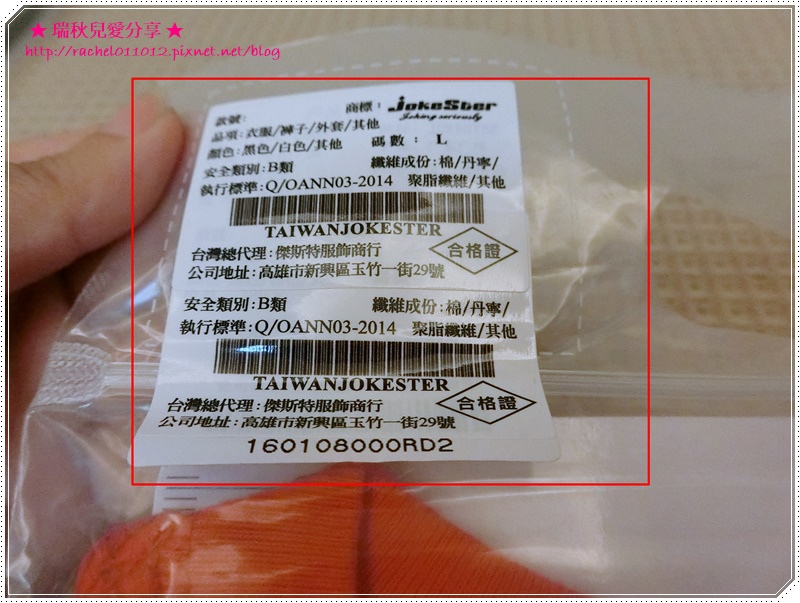 ★ 瑞秋兒愛分享 ★
http://rachel011012.pixnet.net/blog
款號: 商標: JokeSter
Joking seriously
品項:衣服/褲子/外套/其他
顏色:黑色/白色/其他 碼數: L
安全類別:B類 纖維成份:棉/丹寧/
執行標準:Q/OANN03-2014 聚脂纖維/其他
TAIWANJOKESTER
台灣總代理:傑斯特服飾商行 合格證
公司地址:高雄市新興區玉竹一街29號
安全類別:B類 纖維成份:棉/丹寧/
執行標準:Q/OANN03-2014 聚脂纖維/其他
TAIWANJOKESTER
台灣總代理:傑斯特服飾商行 合格證
公司地址:高雄市新興區玉竹一街29號
160108000RD2